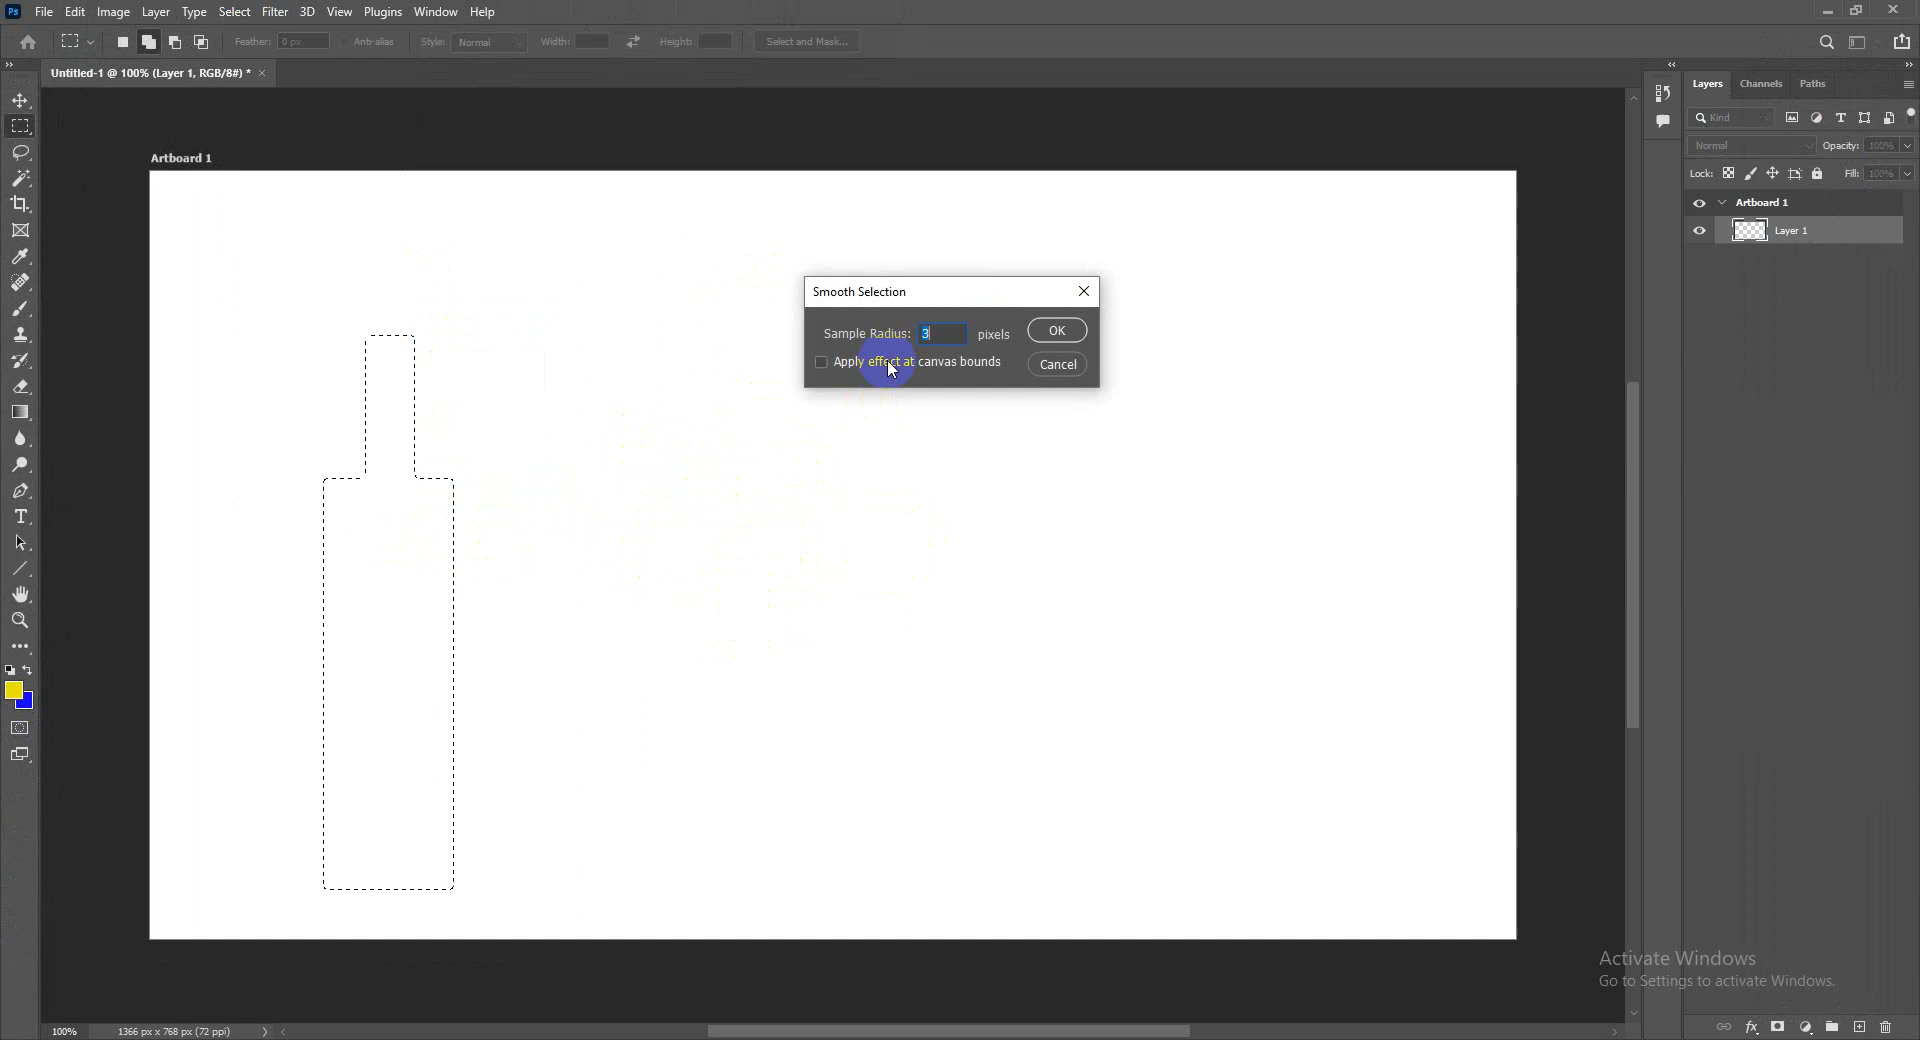 Ps File Edit Image Layer Type Select Filter 3D View Plugins Window Help
Feather: 0 px Anti-alias Style: Normal Width: Height: Select and Mask...
Untitled-1 @ 100% (Layer 1, RGB/8#) *
Layers Channels Paths
Kind
Normal Opacity: 100%
Lock: Fill: 100%
Artboard 1
Layer 1
Artboard 1
Smooth Selection
Sample Radius: 3 pixels OK
Apply effect at canvas bounds Cancel
Activate Windows
Go to Settings to activate Windows.
100% 1366 px x 768 px (72 ppi)